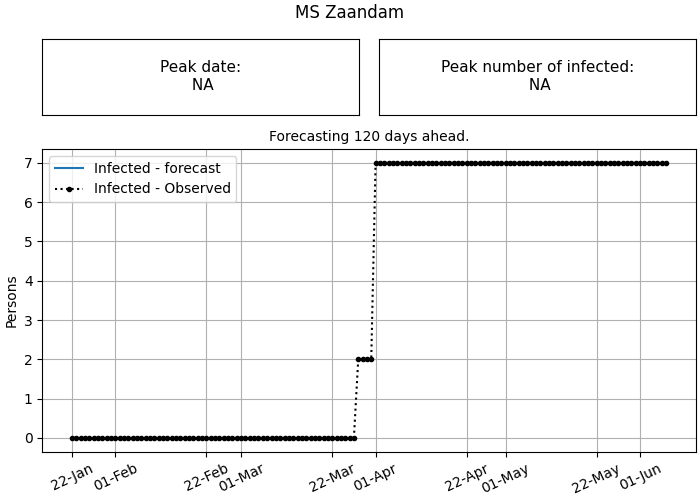 MS Zaandam
Peak date:
NA
Peak number of infected:
NA
Forecasting 120 days ahead.
Infected - forecast
Infected - Observed
Persons
7
6
5
4
3
2
1
0
22-Jan
01-Feb
22-Feb
01-Mar
22-Mar
01-Apr
22-Apr
01-May
22-May
01-Jun